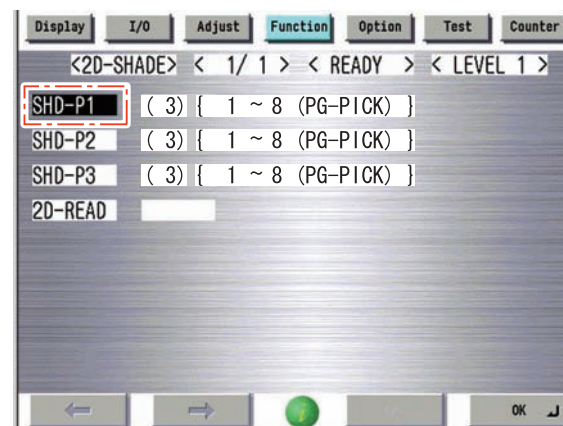 Display I/O Adjust Function Option Test Counter
<2D-SHADE> < 1/ 1 > < READY > < LEVEL 1 >
SHD-P1 ( 3) { 1 ~ 8 (PG-PICK) }
SHD-P2 ( 3) { 1 ~ 8 (PG-PICK) }
SHD-P3 ( 3) { 1 ~ 8 (PG-PICK) }
2D-READ
OK